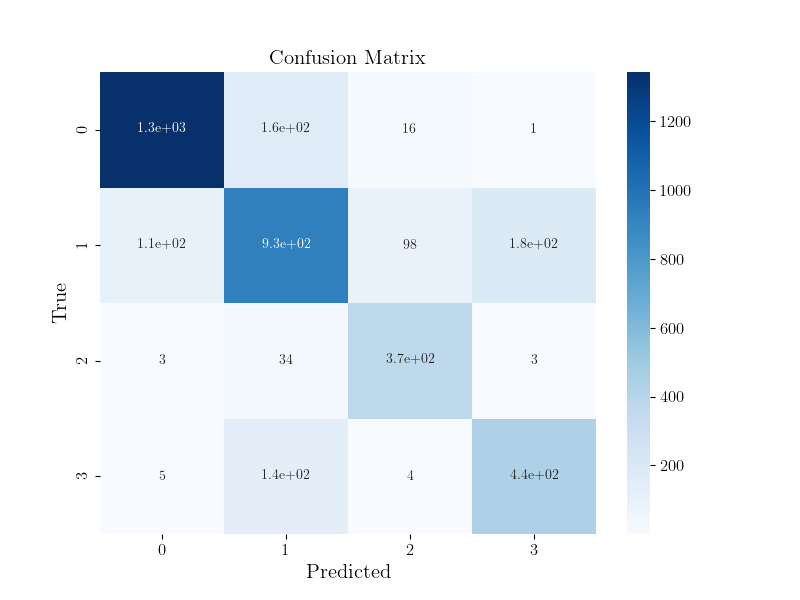 Confusion Matrix
0 1.3e+03 1.6e+02 16 1
1 1.1e+02 9.3e+02 98 1.8e+02
2 3 34 3.7e+02 3
3 5 1.4e+02 4 4.4e+02
0 1 2 3
True
Predicted
1200
1000
800
600
400
200